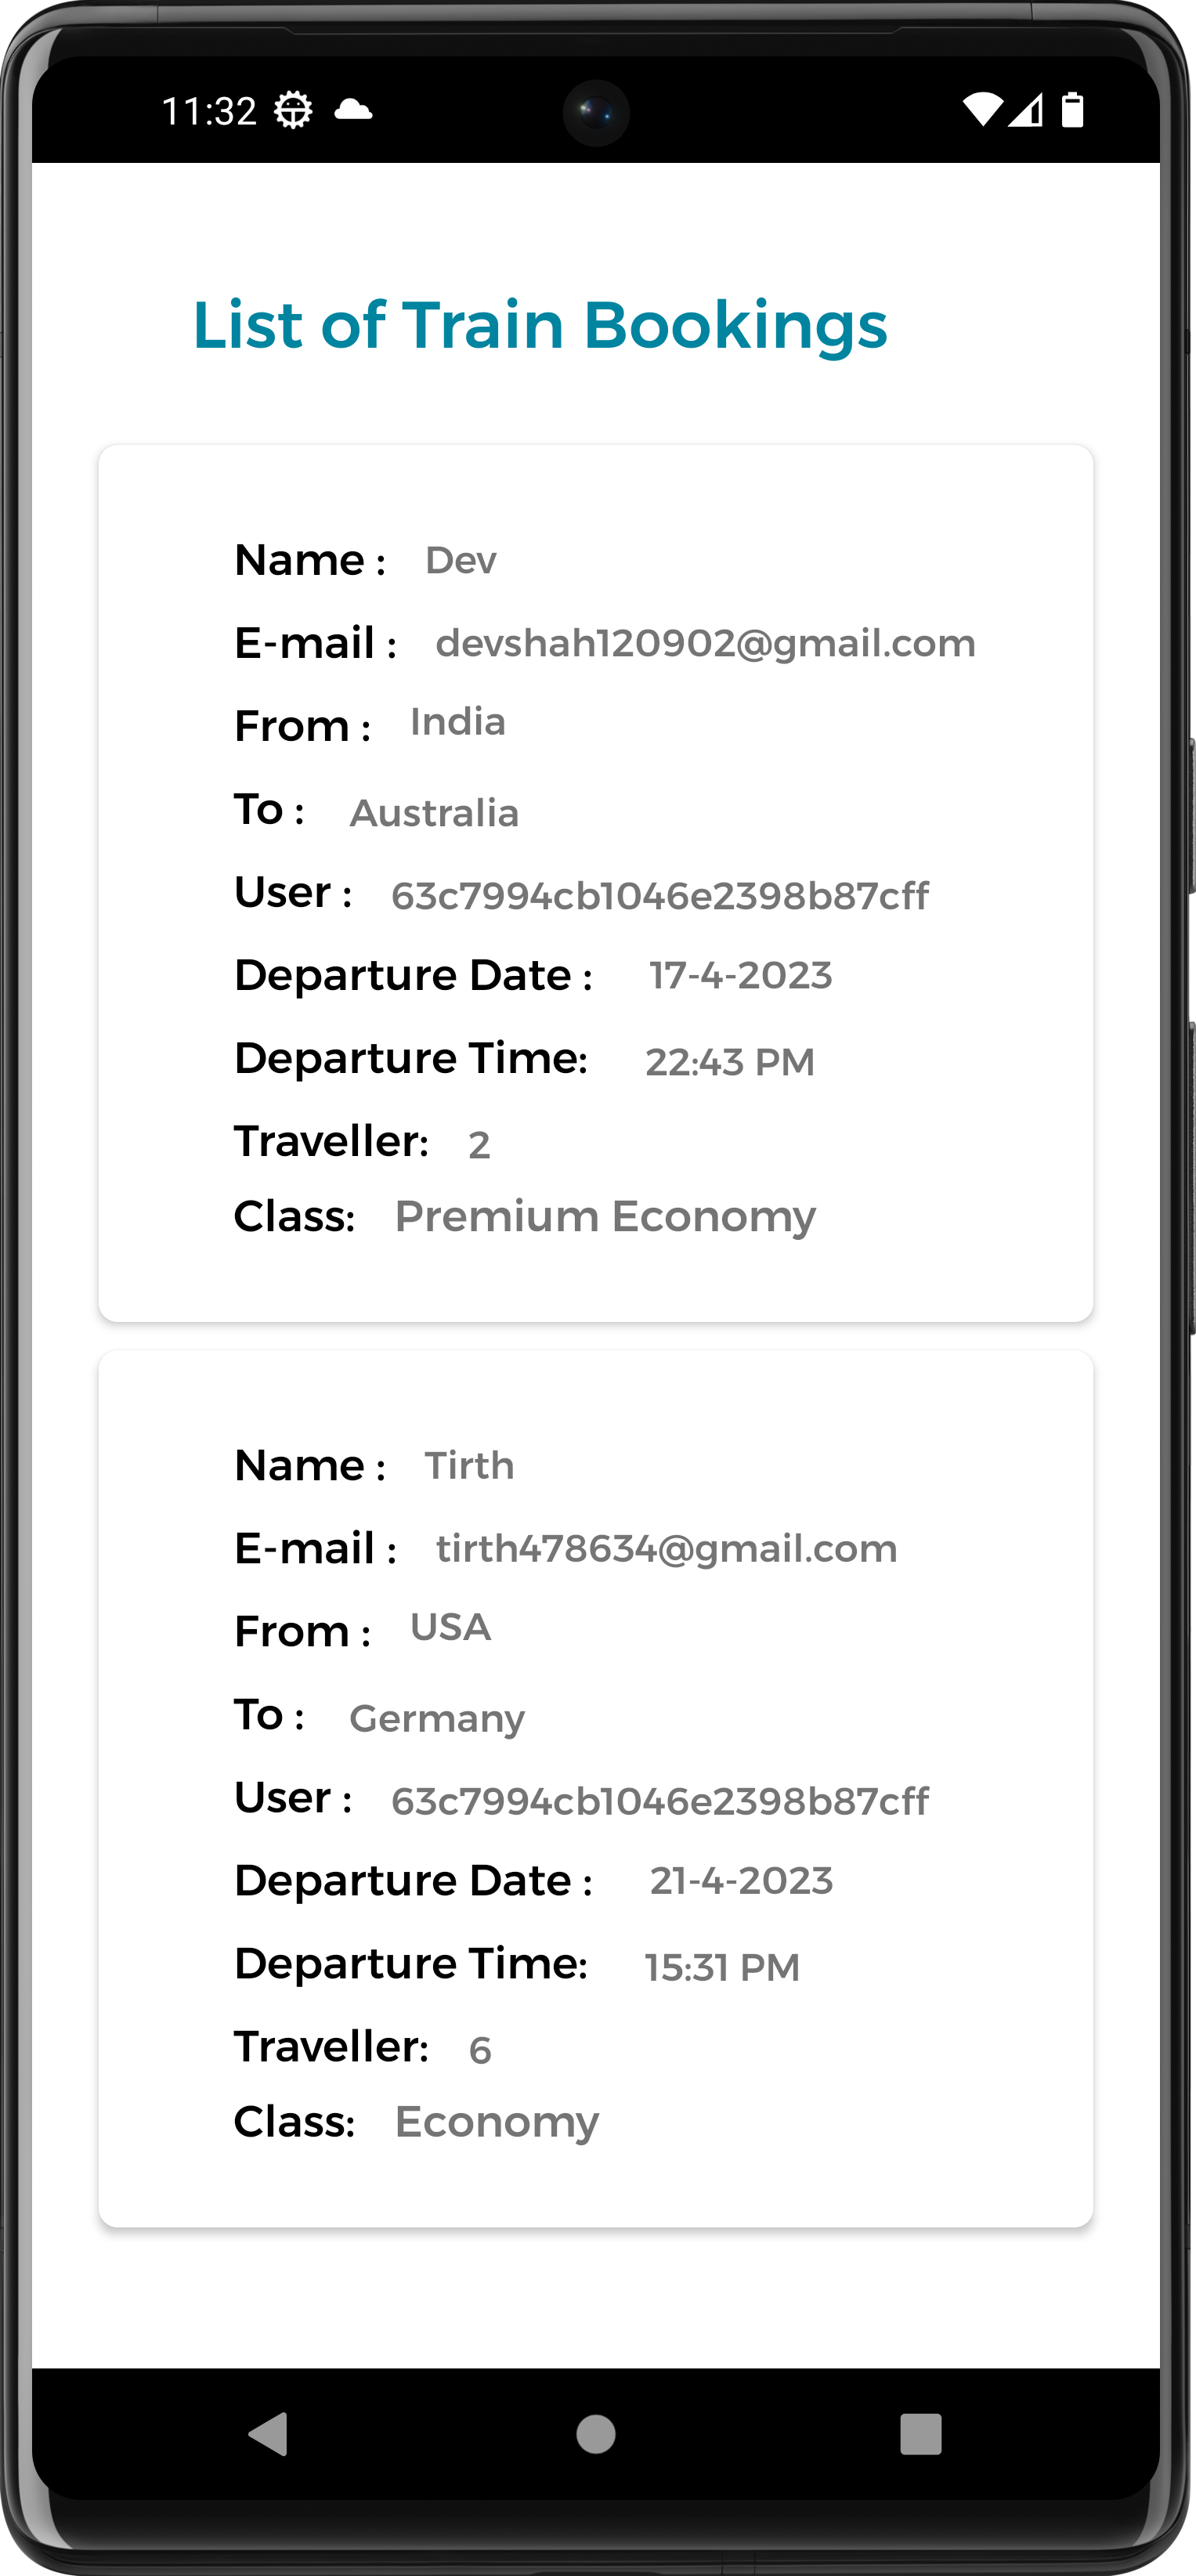 11:32
List of Train Bookings
Name : Dev
E-mail : devshah120902@gmail.com
From : India
To : Australia
User : 63c7994cb1046e2398b87cff
Departure Date : 17-4-2023
Departure Time: 22:43 PM
Traveller: 2
Class: Premium Economy
Name : Tirth
E-mail : tirth478634@gmail.com
From : USA
To : Germany
User : 63c7994cb1046e2398b87cff
Departure Date : 21-4-2023
Departure Time: 15:31 PM
Traveller: 6
Class: Economy